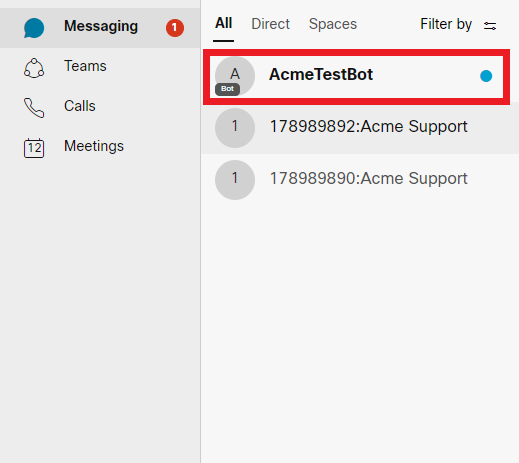 Messaging 1
Teams
Calls
12 Meetings
All Direct Spaces Filter by
A AcmeTestBot
Bot
1 178989892:Acme Support
1 178989890:Acme Support